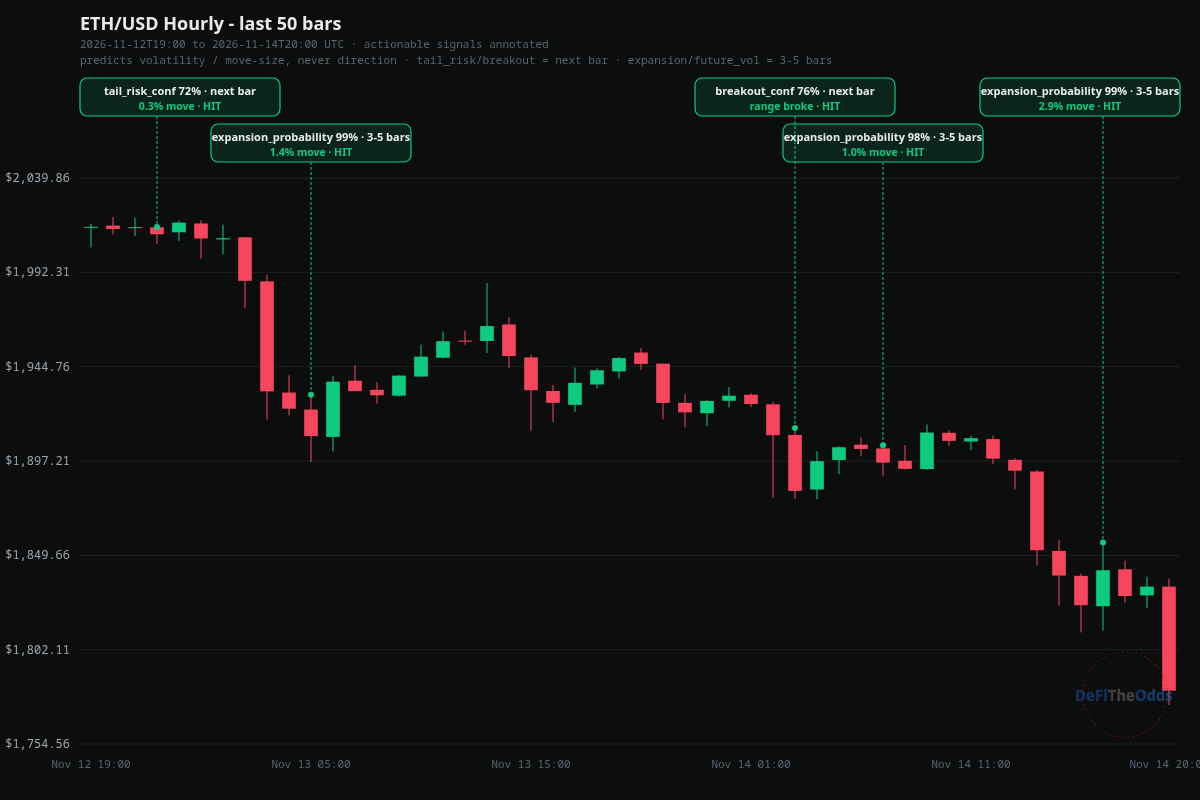 ETH/USD Hourly - last 50 bars
2026-11-12T19:00 to 2026-11-14T20:00 UTC · actionable signals annotated
predicts volatility / move-size, never direction · tail_risk/breakout = next bar · expansion/future_vol = 3-5 bars
tail_risk_conf 72% · next bar
0.3% move · HIT
breakout_conf 76% · next bar
range broke · HIT
expansion_probability 99% · 3-5 bars
2.9% move · HIT
expansion_probability 99% · 3-5 bars
1.4% move · HIT
expansion_probability 98% · 3-5 bars
1.0% move · HIT
$2,039.86
$1,992.31
$1,944.76
$1,897.21
$1,849.66
$1,802.11
$1,754.56
DeFiTheOdds
Nov 12 19:00
Nov 13 05:00
Nov 13 15:00
Nov 14 01:00
Nov 14 11:00
Nov 14 20:0